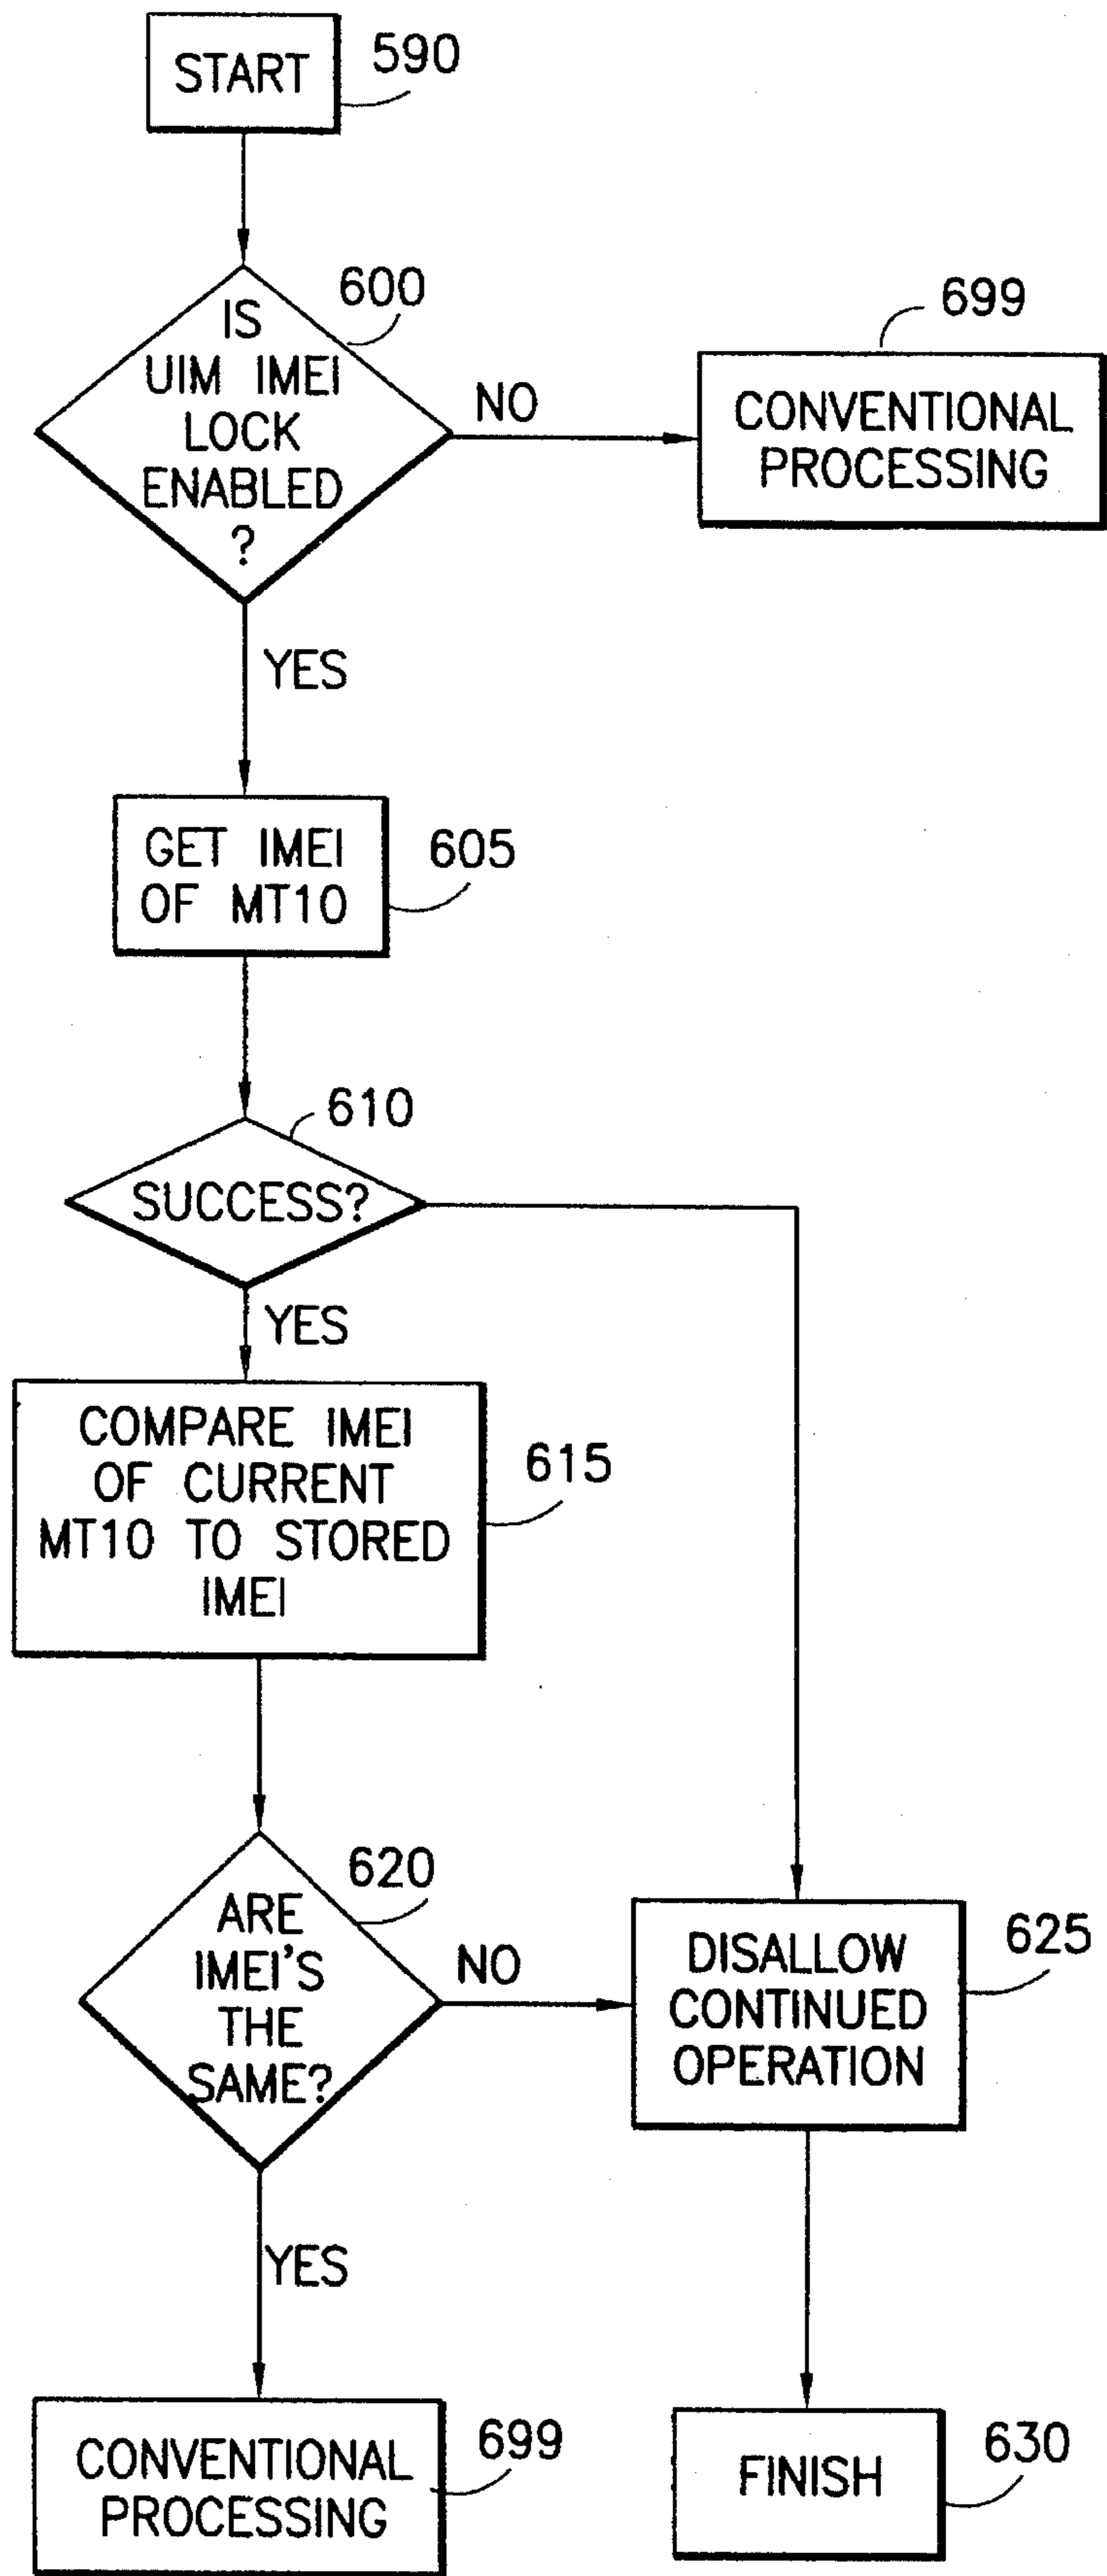 START
590
600
IS
UIM IMEI
LOCK
ENABLED
?
NO
699
CONVENTIONAL
PROCESSING
YES
GET IMEI
OF MT10
605
610
SUCCESS?
YES
COMPARE IMEI
OF CURRENT
MT10 TO STORED
IMEI
615
620
ARE
IMEI'S
THE
SAME?
NO
DISALLOW
CONTINUED
OPERATION
625
YES
CONVENTIONAL
PROCESSING
699
FINISH
630